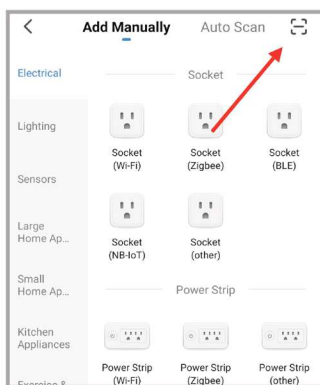 Add Manually
Auto Scan
Electrical
Socket
Lighting
Socket
(Wi-Fi)
Socket
(Zigbee)
Socket
(BLE)
Sensors
Large
Home Ap...
Socket
(NB-IoT)
Socket
(other)
Small
Home Ap...
Power Strip
Kitchen
Appliances
Power Strip
(Wi-Fi)
Power Strip
(Zigbee)
Power Strip
(other)